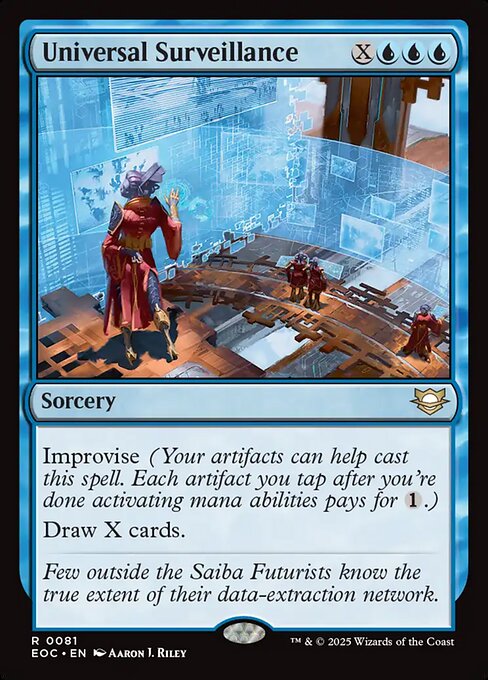 Universal Surveillance X
Sorcery
Improvise (Your artifacts can help cast
this spell. Each artifact you tap after you're
done activating mana abilities pays for 1.)
Draw X cards.
Few outside the Saiba Futurists know the
true extent of their data-extraction network.
R 0081
EOC • EN Aaron J. Riley
™ & © 2025 Wizards of the Coast